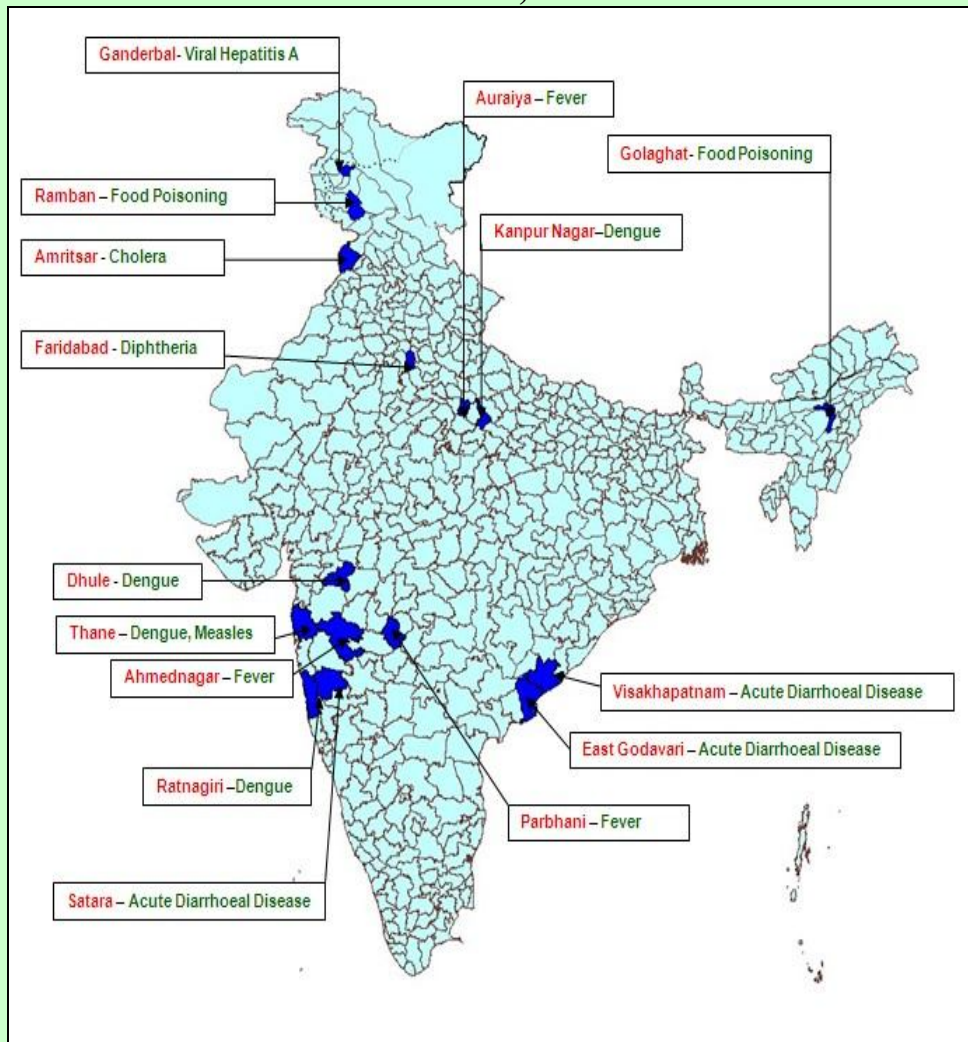 Ganderbal- Viral Hepatitis A
Auraiya – Fever
Golaghat- Food Poisoning
Ramban – Food Poisoning
Kanpur Nagar–Dengue
Amritsar - Cholera
Faridabad - Diphtheria
Dhule - Dengue
Thane – Dengue, Measles
Ahmednagar – Fever
Visakhapatnam – Acute Diarrhoeal Disease
East Godavari – Acute Diarrhoeal Disease
Ratnagiri –Dengue
Parbhani – Fever
Satara – Acute Diarrhoeal Disease